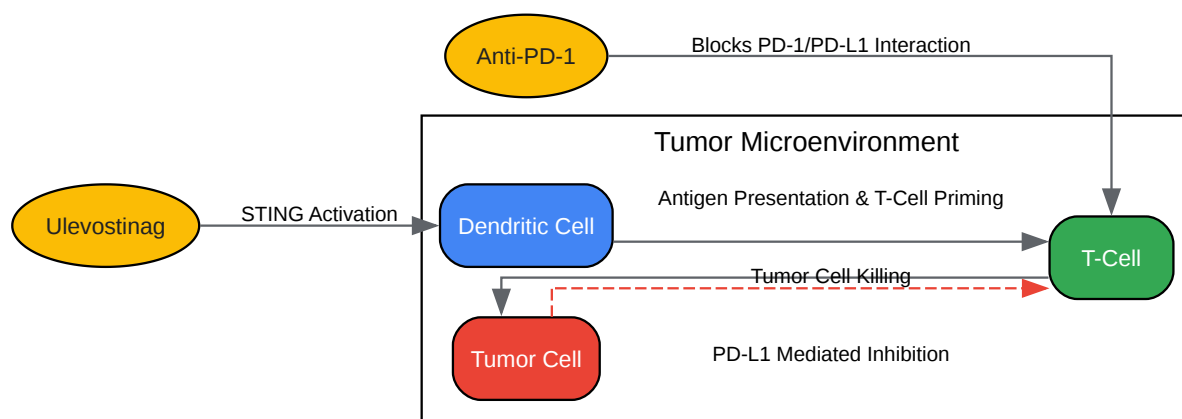 Anti-PD-1
Blocks PD-1/PD-L1 Interaction
Tumor Microenvironment
Ulevostinag
STING Activation
Dendritic Cell
Antigen Presentation & T-Cell Priming
T-Cell
Tumor Cell Killing
Tumor Cell
PD-L1 Mediated Inhibition